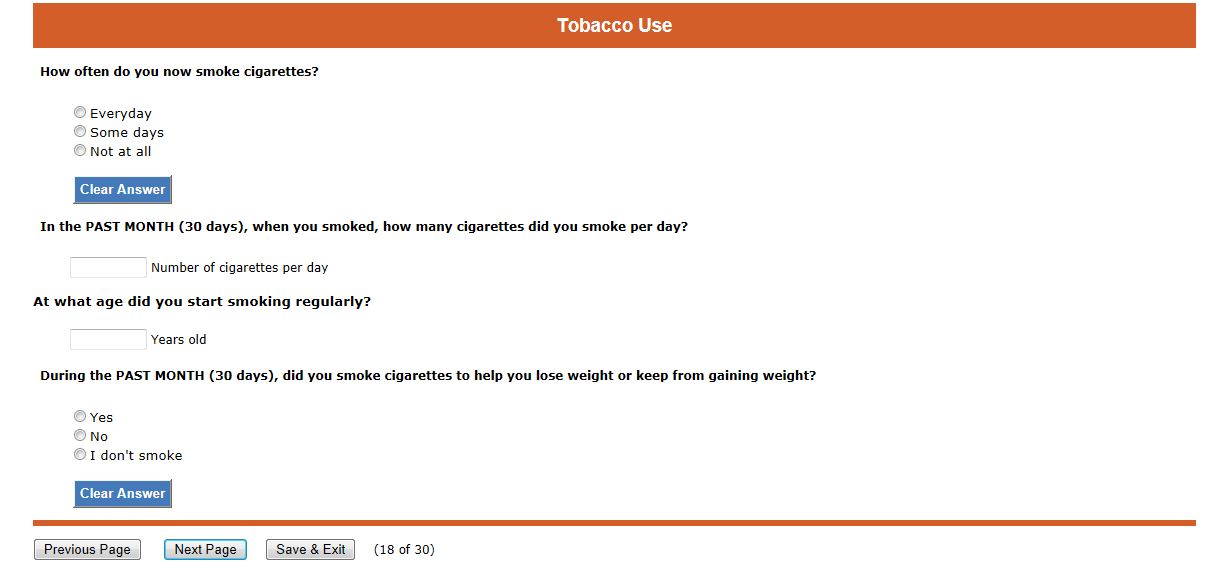 Tobacco Use
How often do you now smoke cigarettes?
Everyday
Some days
Not at all
Clear Answer
In the PAST MONTH (30 days), when you smoked, how many cigarettes did you smoke per day?
Number of cigarettes per day
At what age did you start smoking regularly?
Years old
During the PAST MONTH (30 days), did you smoke cigarettes to help you lose weight or keep from gaining weight?
Yes
No
I don't smoke
Clear Answer
Previous Page Next Page Save & Exit (18 of 30)